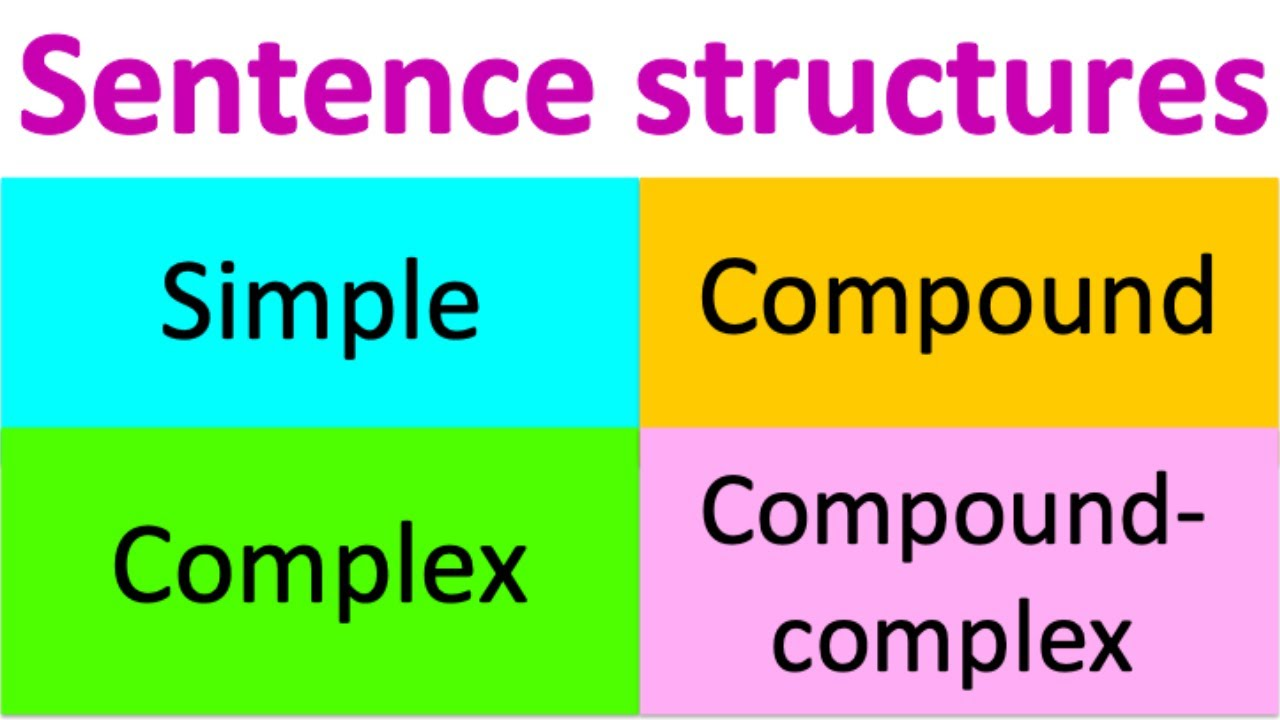 Sentence structures
Simple
Compound
Complex
Compound-
complex